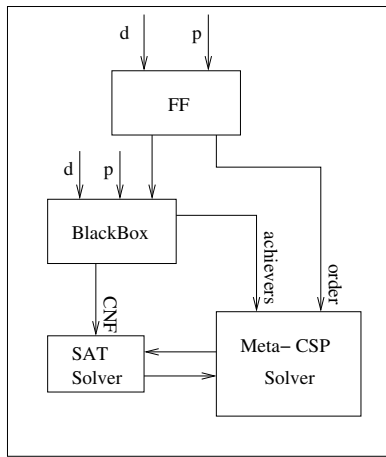 d
p
FF
d
p
BlackBox
achievers
order
CNF
SAT
Solver
Meta- CSP
Solver